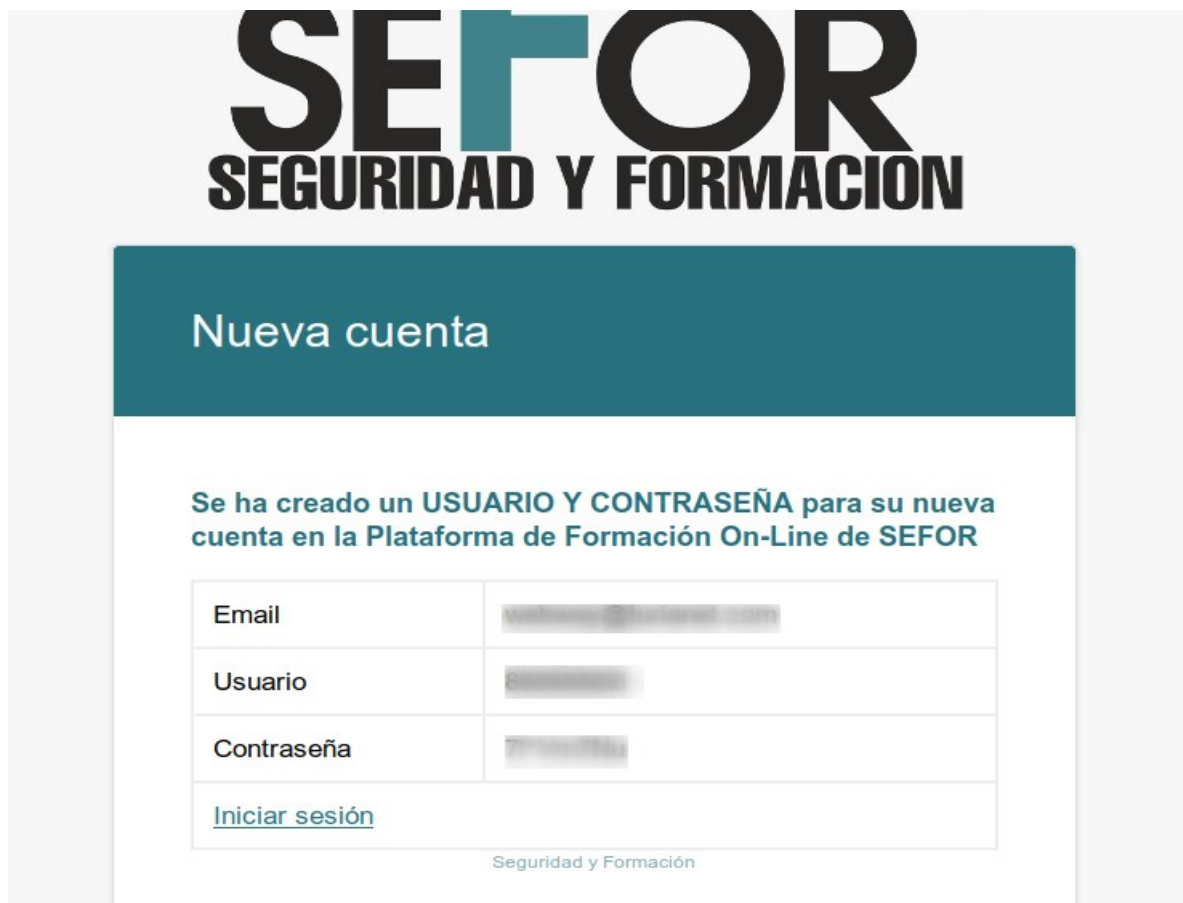 SEFOR
SEGURIDAD Y FORMACION
Nueva cuenta
Se ha creado un USUARIO Y CONTRASEÑA para su nueva
cuenta en la Plataforma de Formación On-Line de SEFOR
Email
Usuario
Contraseña
Iniciar sesión
Seguridad y Formación